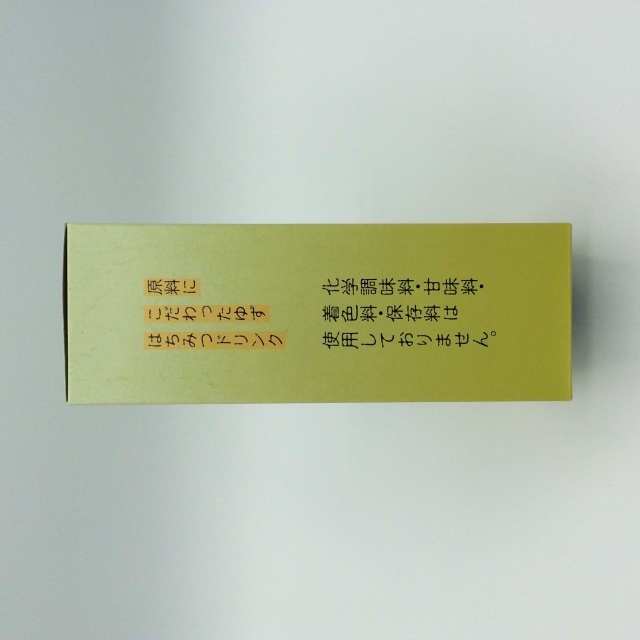 原料に
こだわったゆず
はちみつドリンク
化学調味料・甘味料・
着色料・保存料は
使用しておりません。